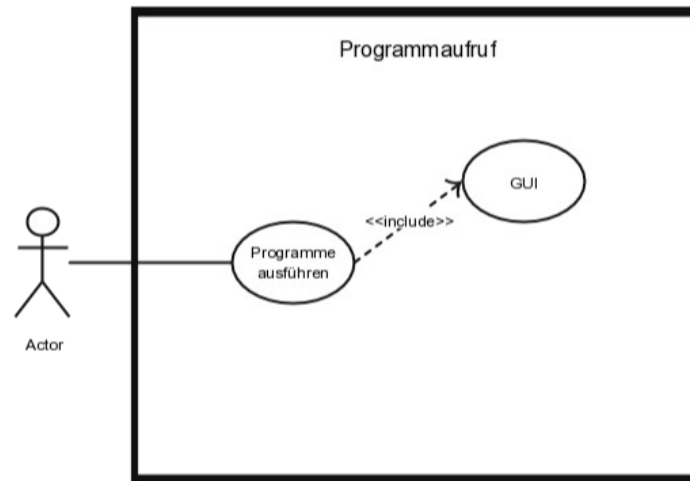 Programmaufruf
GUI
<<include>>
Programme
ausführen
Actor